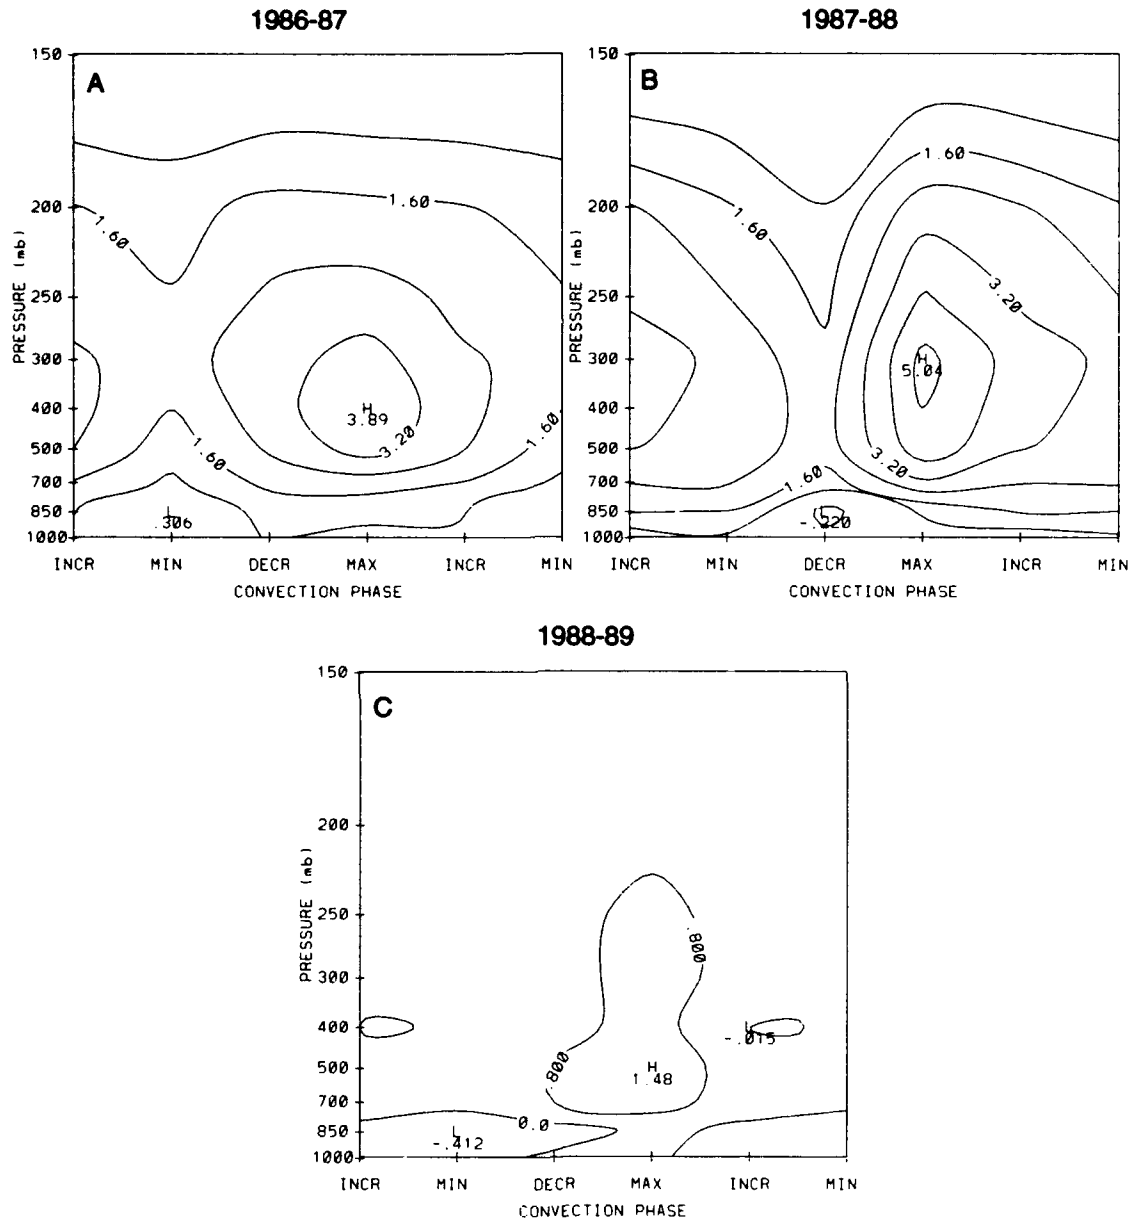 1986-87
1987-88
A
B
150
200
250
300
400
500
700
850
1000
PRESSURE (mb)
1.60
1.60
1.60
1.60
H
3.89
3.20
L
.306
INCR MIN DECR MAX INCR MIN
CONVECTION PHASE
150
200
250
300
400
500
700
850
1000
PRESSURE (mb)
1.60
1.60
3.20
H
5.04
3.20
1.60
L
-.220
INCR MIN DECR MAX INCR MIN
CONVECTION PHASE
1988-89
C
150
200
250
300
400
500
700
850
1000
PRESSURE (mb)
.800
L
-.015
.800
H
1.48
0.0
L
-.412
INCR MIN DECR MAX INCR MIN
CONVECTION PHASE